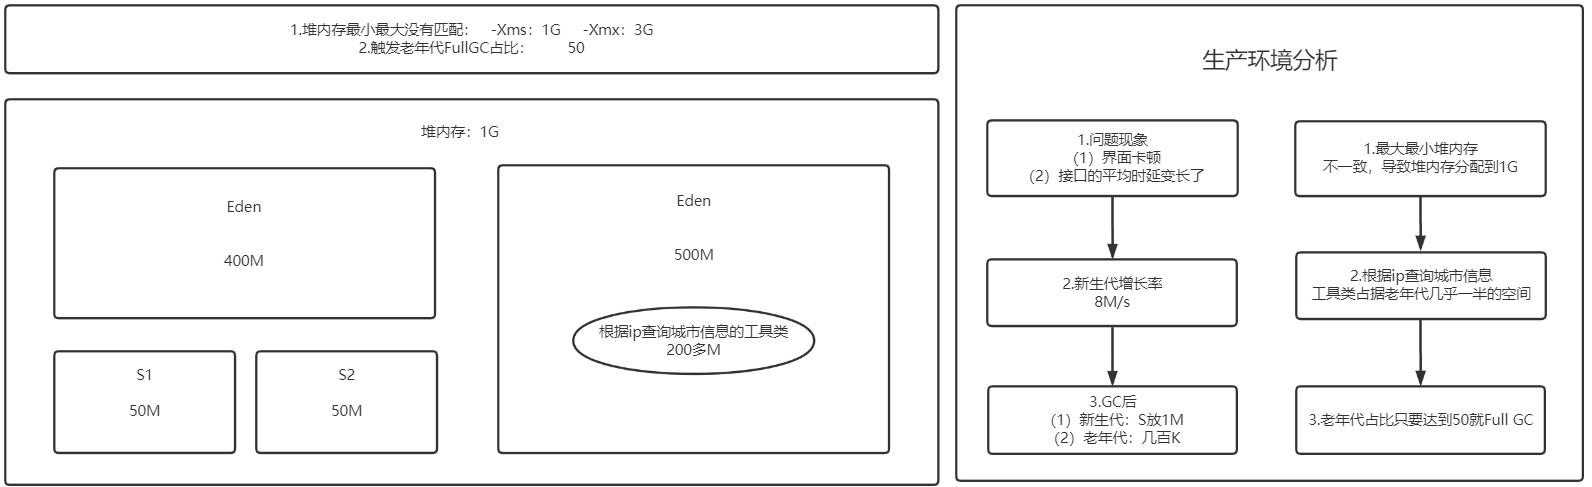 1.堆内存最小最大没有匹配： -Xms：1G -Xmx：3G
2.触发老年代FullGC占比： 50
堆内存：1G
Eden
400M
S1
50M
S2
50M
Eden
500M
根据ip查询城市信息的工具类
200多M
生产环境分析
1.问题现象
（1）界面卡顿
（2）接口的平均时延变长了
2.新生代增长率
8M/s
3.GC后
（1）新生代：S放1M
（2）老年代：几百K
1.最大最小堆内存
不一致，导致堆内存分配到1G
2.根据ip查询城市信息
工具类占据老年代几乎一半的空间
3.老年代占比只要达到50就Full GC